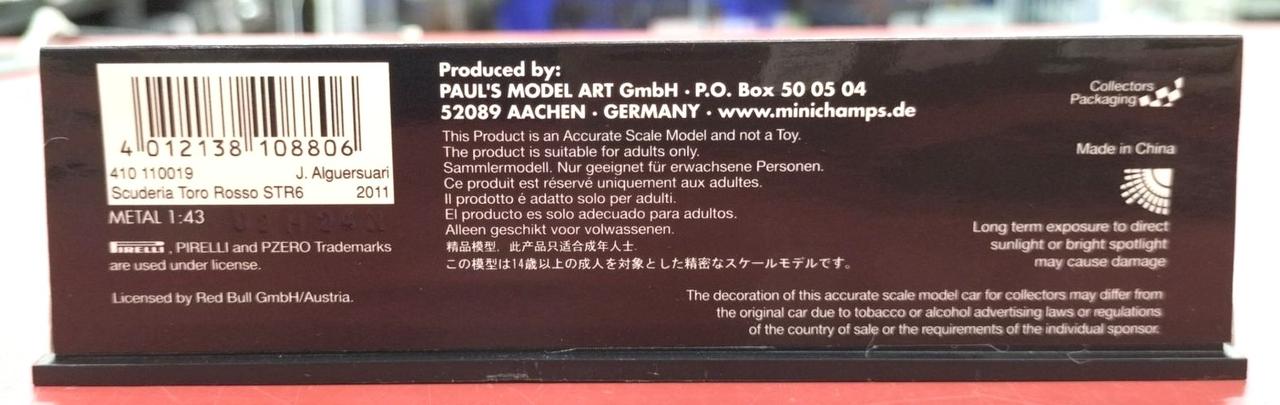 4 012138 108806
410 110019 J. Alguersuari
Scuderia Toro Rosso STR6 2011
METAL 1:43
PIRELLI, PIRELLI and PZERO Trademarks
are used under license.
Licensed by Red Bull GmbH/Austria.
Produced by:
PAUL'S MODEL ART GmbH · P.O. Box 50 05 04
52089 AACHEN · GERMANY · www.minichamps.de
This Product is an Accurate Scale Model and not a Toy.
The product is suitable for adults only.
Sammlermodell. Nur geeignet für erwachsene Personen.
Ce produit est réservé uniquement aux adultes.
Il prodotto é adatto solo per adulti.
El producto es solo adecuado para adultos.
Alleen geschikt voor volwassenen.
精品模型, 此产品只适合成年人士.
この模型は14歳以上の成人を対象とした精密なスケールモデルです。
Collectors
Packaging
Made in China
Long term exposure to direct
sunlight or bright spotlight
may cause damage
The decoration of this accurate scale model car for collectors may differ from
the original car due to tobacco or alcohol advertising laws or regulations
of the country of sale or the requirements of the individual sponsor.